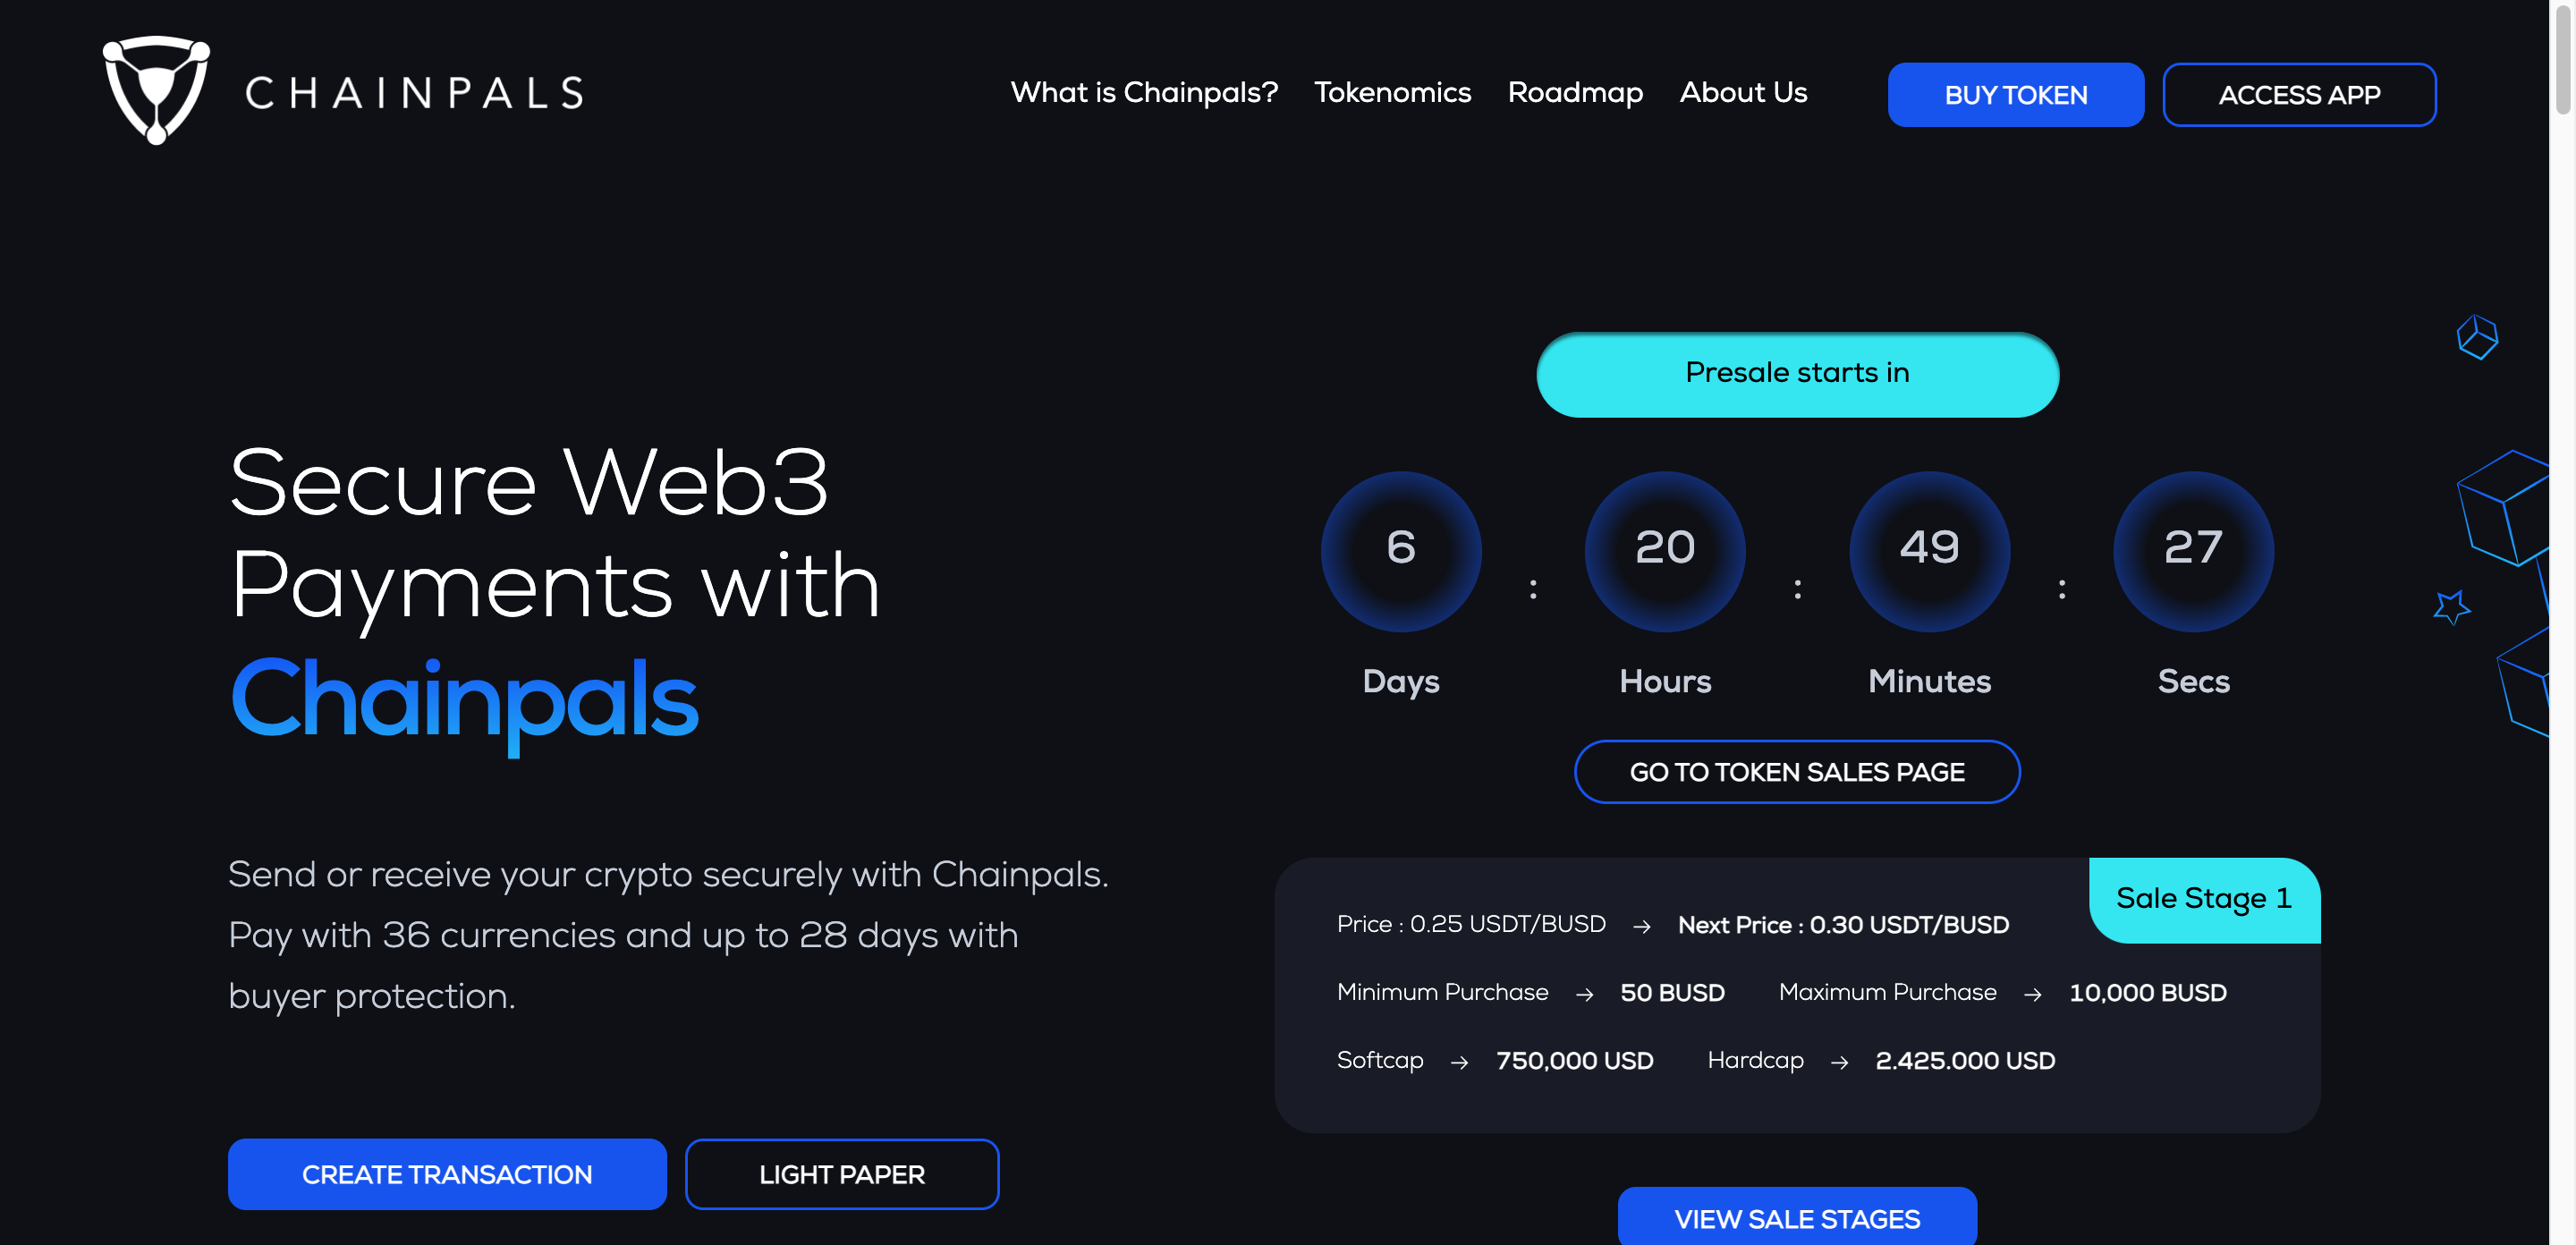 CHAINPALS
What is Chainpals? Tokenomics Roadmap About Us BUY TOKEN ACCESS APP
Secure Web3
Payments with
Chainpals
Send or receive your crypto securely with Chainpals.
Pay with 36 currencies and up to 28 days with
buyer protection.
CREATE TRANSACTION LIGHT PAPER
Presale starts in
6 : 20 : 49 : 27
Days Hours Minutes Secs
GO TO TOKEN SALES PAGE
Sale Stage 1
Price : 0.25 USDT/BUSD → Next Price : 0.30 USDT/BUSD
Minimum Purchase → 50 BUSD Maximum Purchase → 10,000 BUSD
Softcap → 750,000 USD Hardcap → 2.425.000 USD
VIEW SALE STAGES